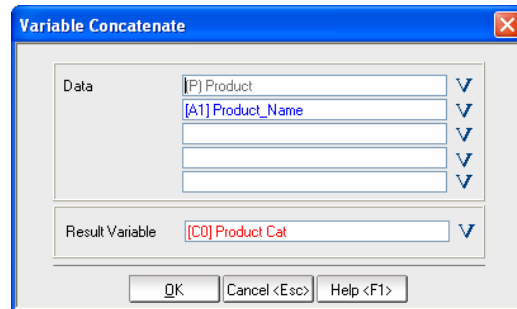 Variable Concatenate
Data
(P) Product
[A1] Product_Name
Result Variable
[C0] Product Cat
OK
Cancel <Esc>
Help <F1>